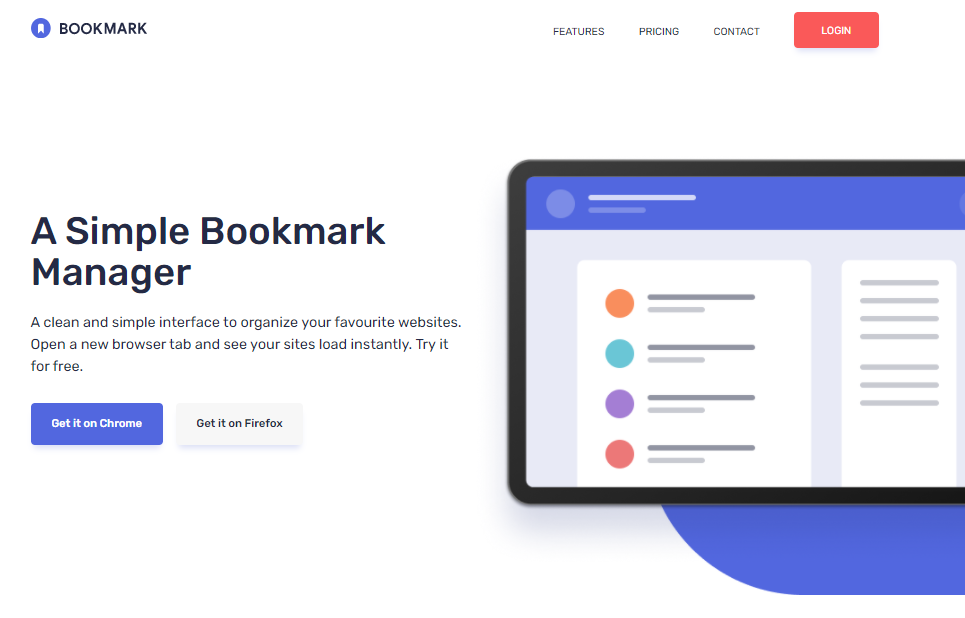 BOOKMARK
FEATURES PRICING CONTACT LOGIN
A Simple Bookmark
Manager
A clean and simple interface to organize your favourite websites.
Open a new browser tab and see your sites load instantly. Try it
for free.
Get it on Chrome Get it on Firefox